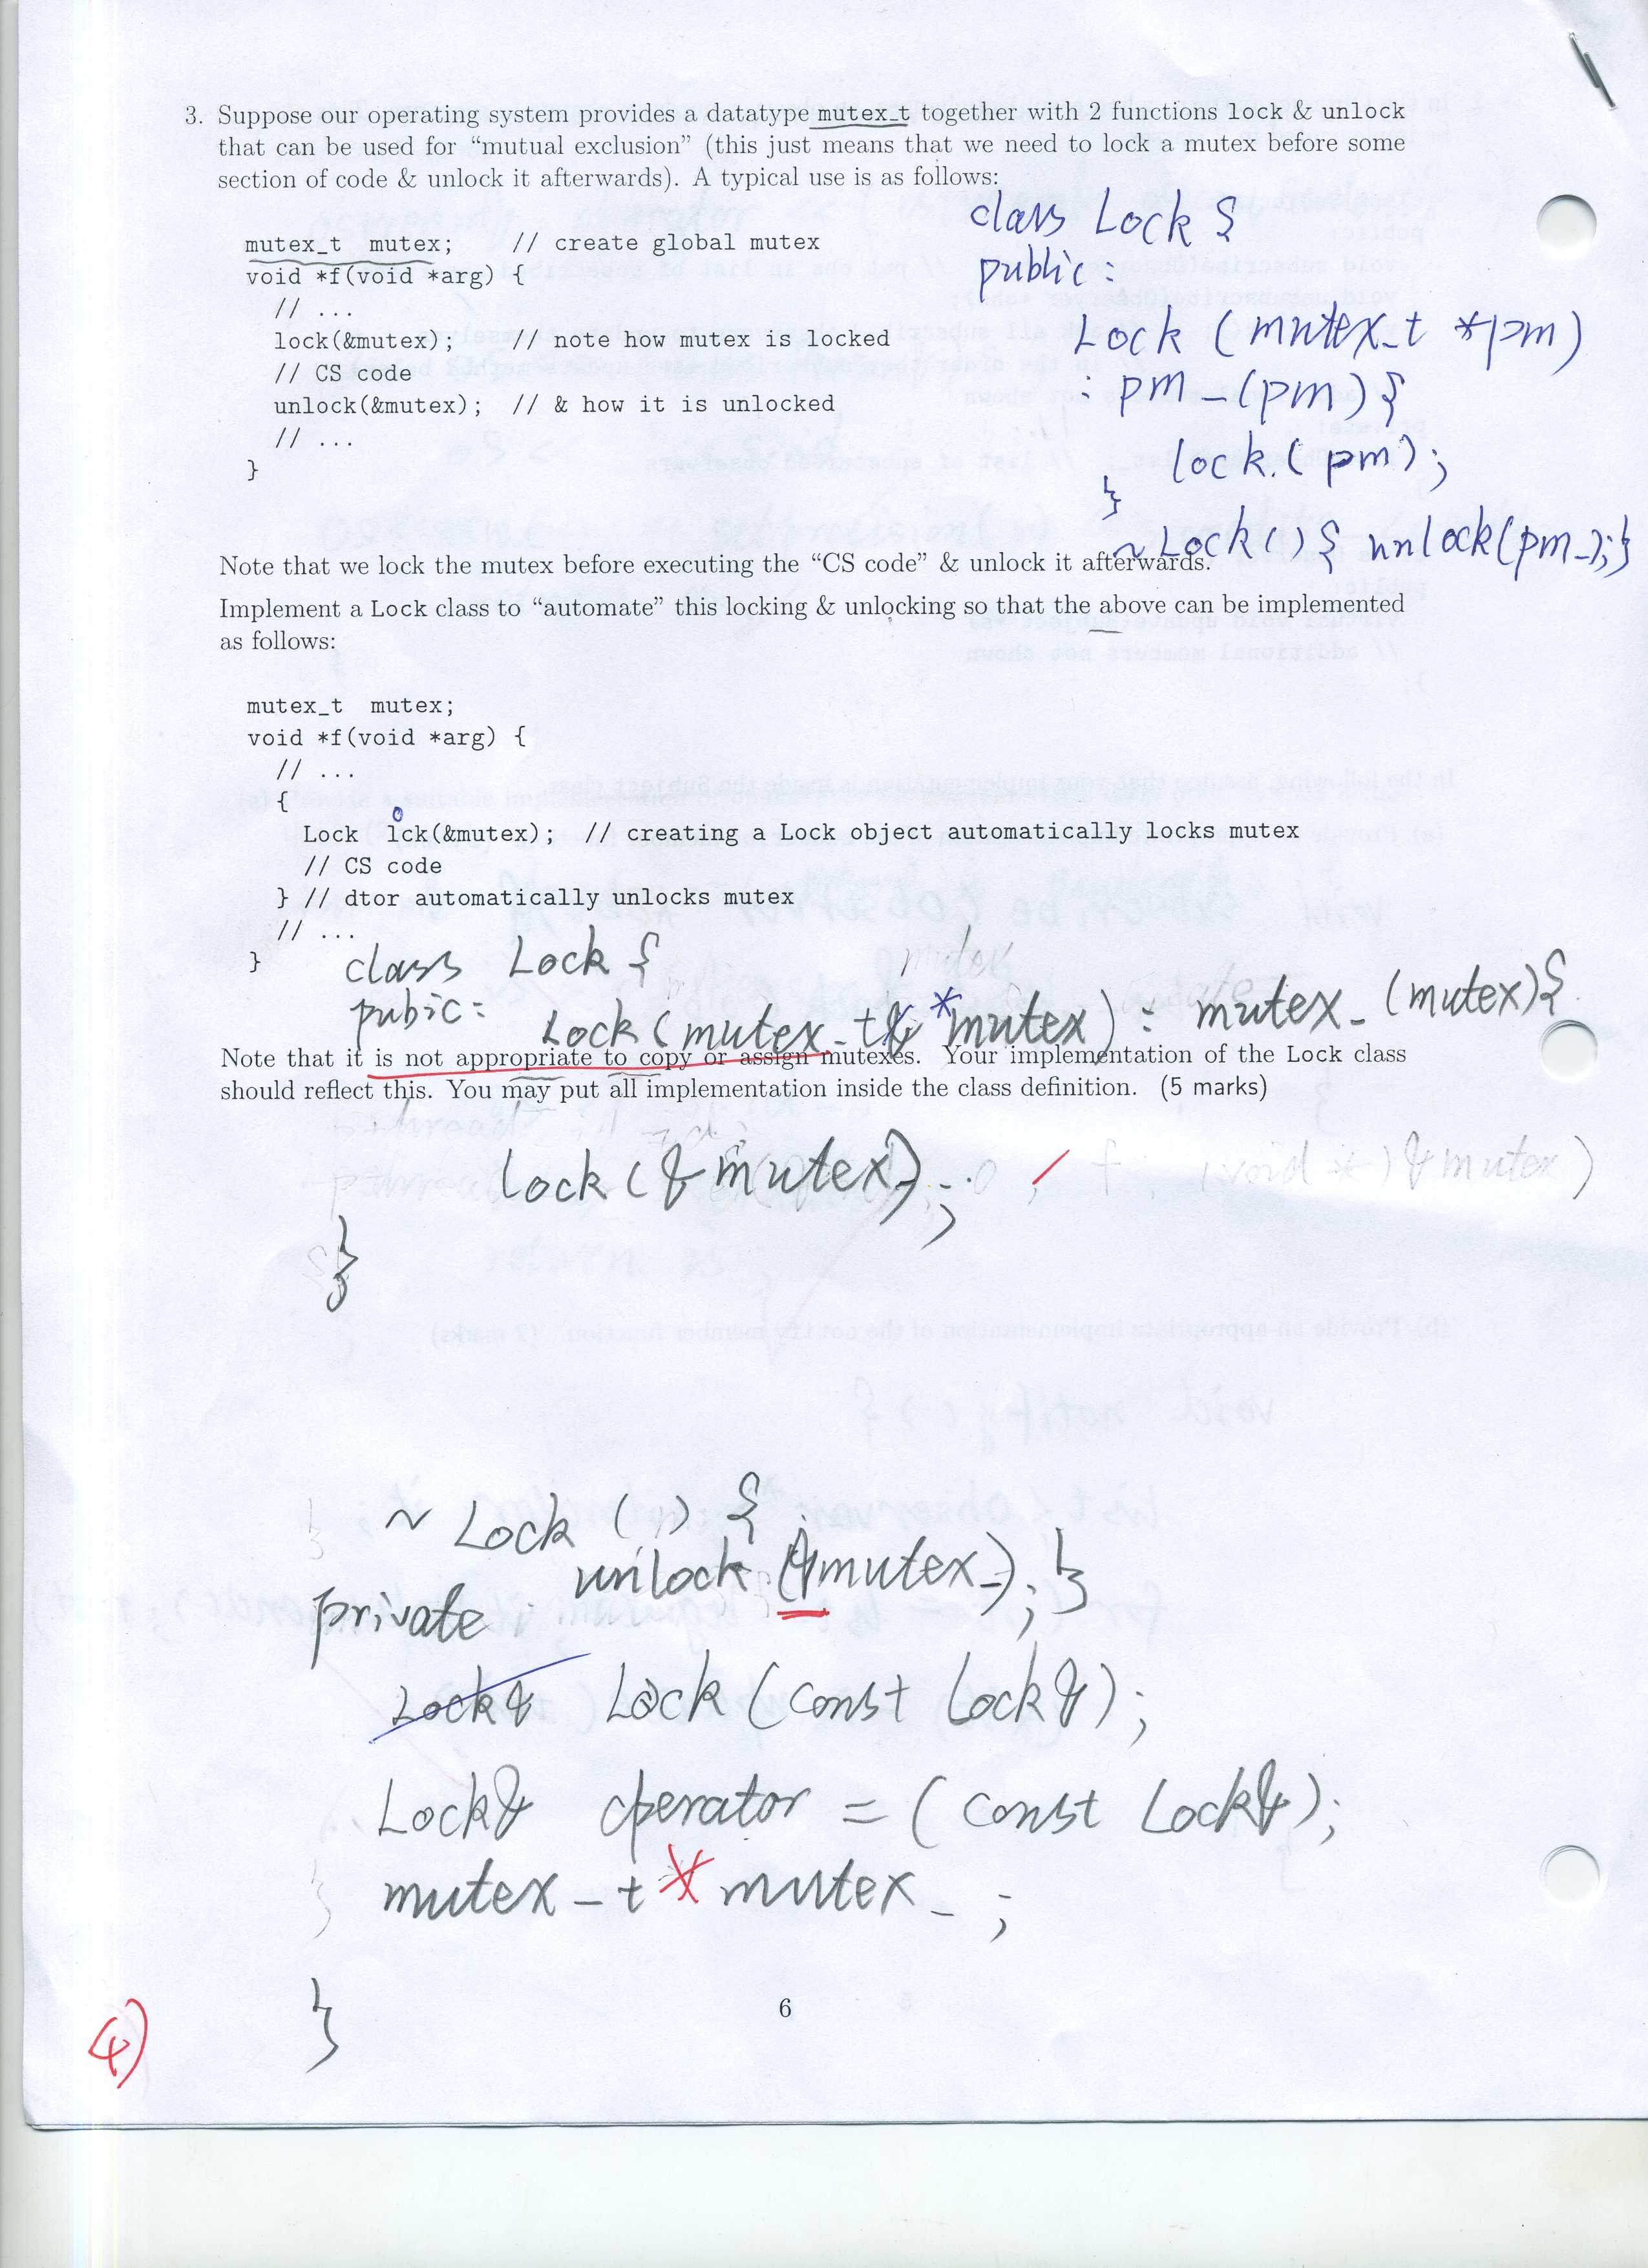 3. Suppose our operating system provides a datatype mutex_t together with 2 functions lock & unlock
that can be used for “mutual exclusion” (this just means that we need to lock a mutex before some
section of code & unlock it afterwards). A typical use is as follows:
class Lock {
public:
Lock (mutex_t *pm)
: pm_(pm) {
lock.(pm);
}
~Lock() { unlock(pm_); }
mutex_t mutex; // create global mutex
void *f(void *arg) {
// ...
lock(&mutex); // note how mutex is locked
// CS code
unlock(&mutex); // & how it is unlocked
// ...
}
Note that we lock the mutex before executing the “CS code” & unlock it afterwards.
Implement a Lock class to “automate” this locking & unlocking so that the above can be implemented
as follows:
mutex_t mutex;
void *f(void *arg) {
// ...
{
Lock lck(&mutex); // creating a Lock object automatically locks mutex
// CS code
} // dtor automatically unlocks mutex
// ...
}
class Lock {
pubic: Lock (mutex_t *mutex) : mutex_(mutex) {
Note that it is not appropriate to copy or assign mutexes. Your implementation of the Lock class
should reflect this. You may put all implementation inside the class definition. (5 marks)
lock (&mutex);
}
~Lock () {
unlock (&mutex_); }
private
Lock& Lock (const Lock&);
Lock& operator = (const Lock&);
mutex_t * mutex_;
}
6
(4)